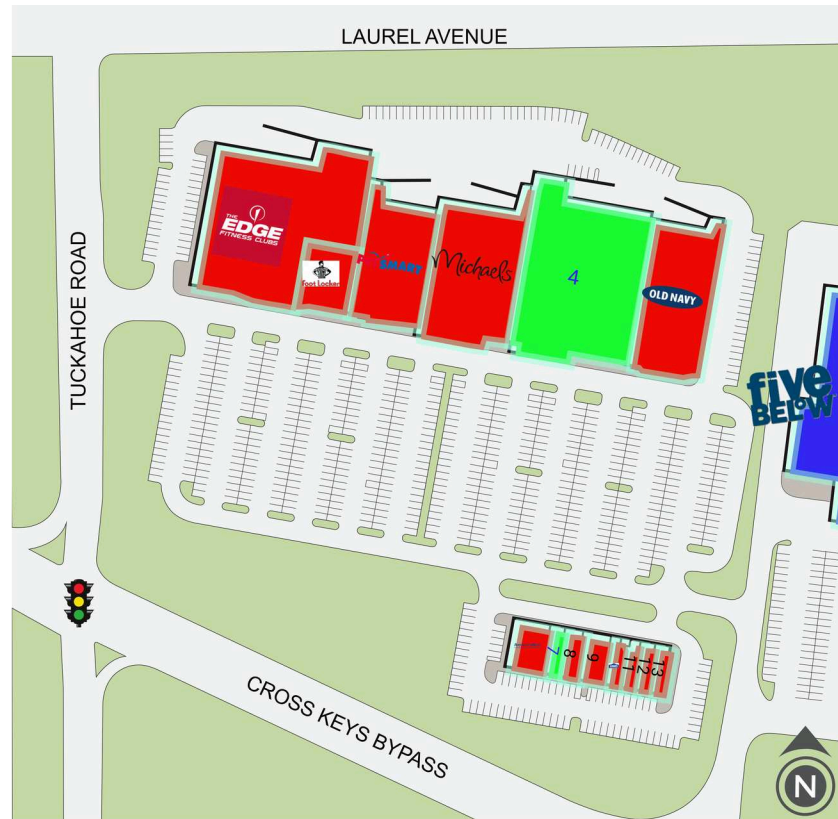 LAUREL AVENUE
TUCKAHOE ROAD
THE
EDGE
FITNESS CLUBS
Foot Locker
SMART
Michaels
4
OLD NAVY
five
BELOW
7
8
9
11
12
13
CROSS KEYS BYPASS
N